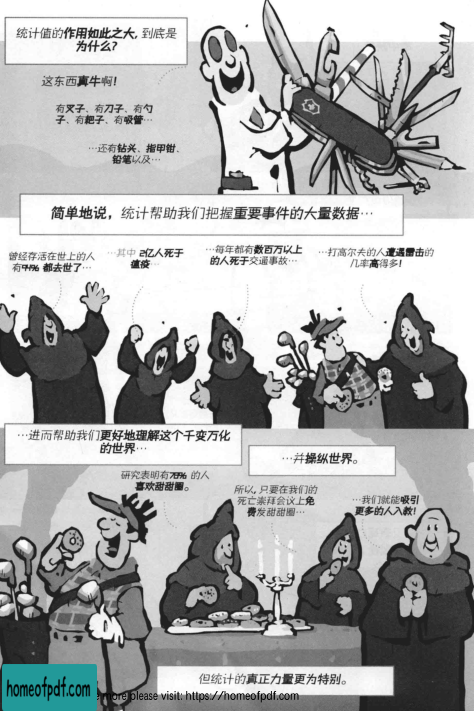 统计值的作用如此之大, 到底是
为什么?
这东西真牛啊!
有叉子、有刀子、有勺
子、有耙子、有吸管…
…还有钻头、指甲钳、
铅笔以及…
简单地说，统计帮助我们把握重要事件的大量数据…
曾经存活在世上的人
有94% 都去世了…
…其中 2亿人死于
瘟疫…
…每年都有数百万以上
的人死于交通事故…
…打高尔夫的人遭遇雷击的
几率高得多!
…进而帮助我们更好地理解这个千变万化
的世界…
…并操纵世界。
研究表明有78% 的人
喜欢甜甜圈。
所以, 只要在我们的
死亡崇拜会议上免
费发甜甜圈…
…我们就能吸引
更多的人入教!
但统计的真正力量更为特别。
homeofpdf.com
more please visit: https://homeofpdf.com